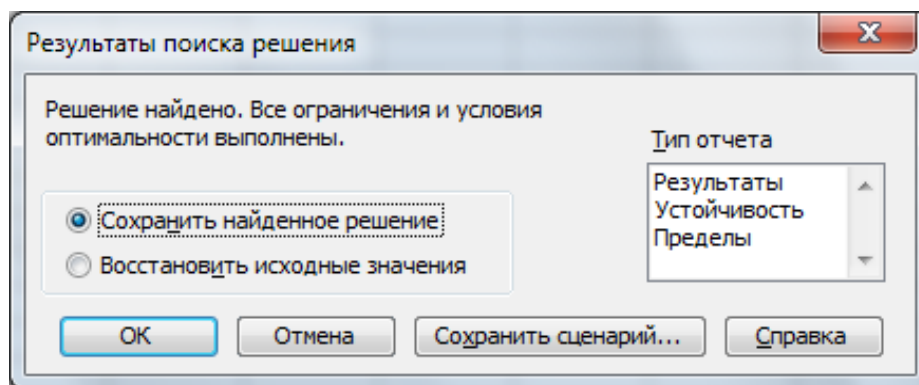 Результаты поиска решения
Решение найдено. Все ограничения и условия
оптимальности выполнены.
Тип отчета
Результаты
Устойчивость
Пределы
Сохранить найденное решение
Восстановить исходные значения
ОК
Отмена
Сохранить сценарий...
Справка